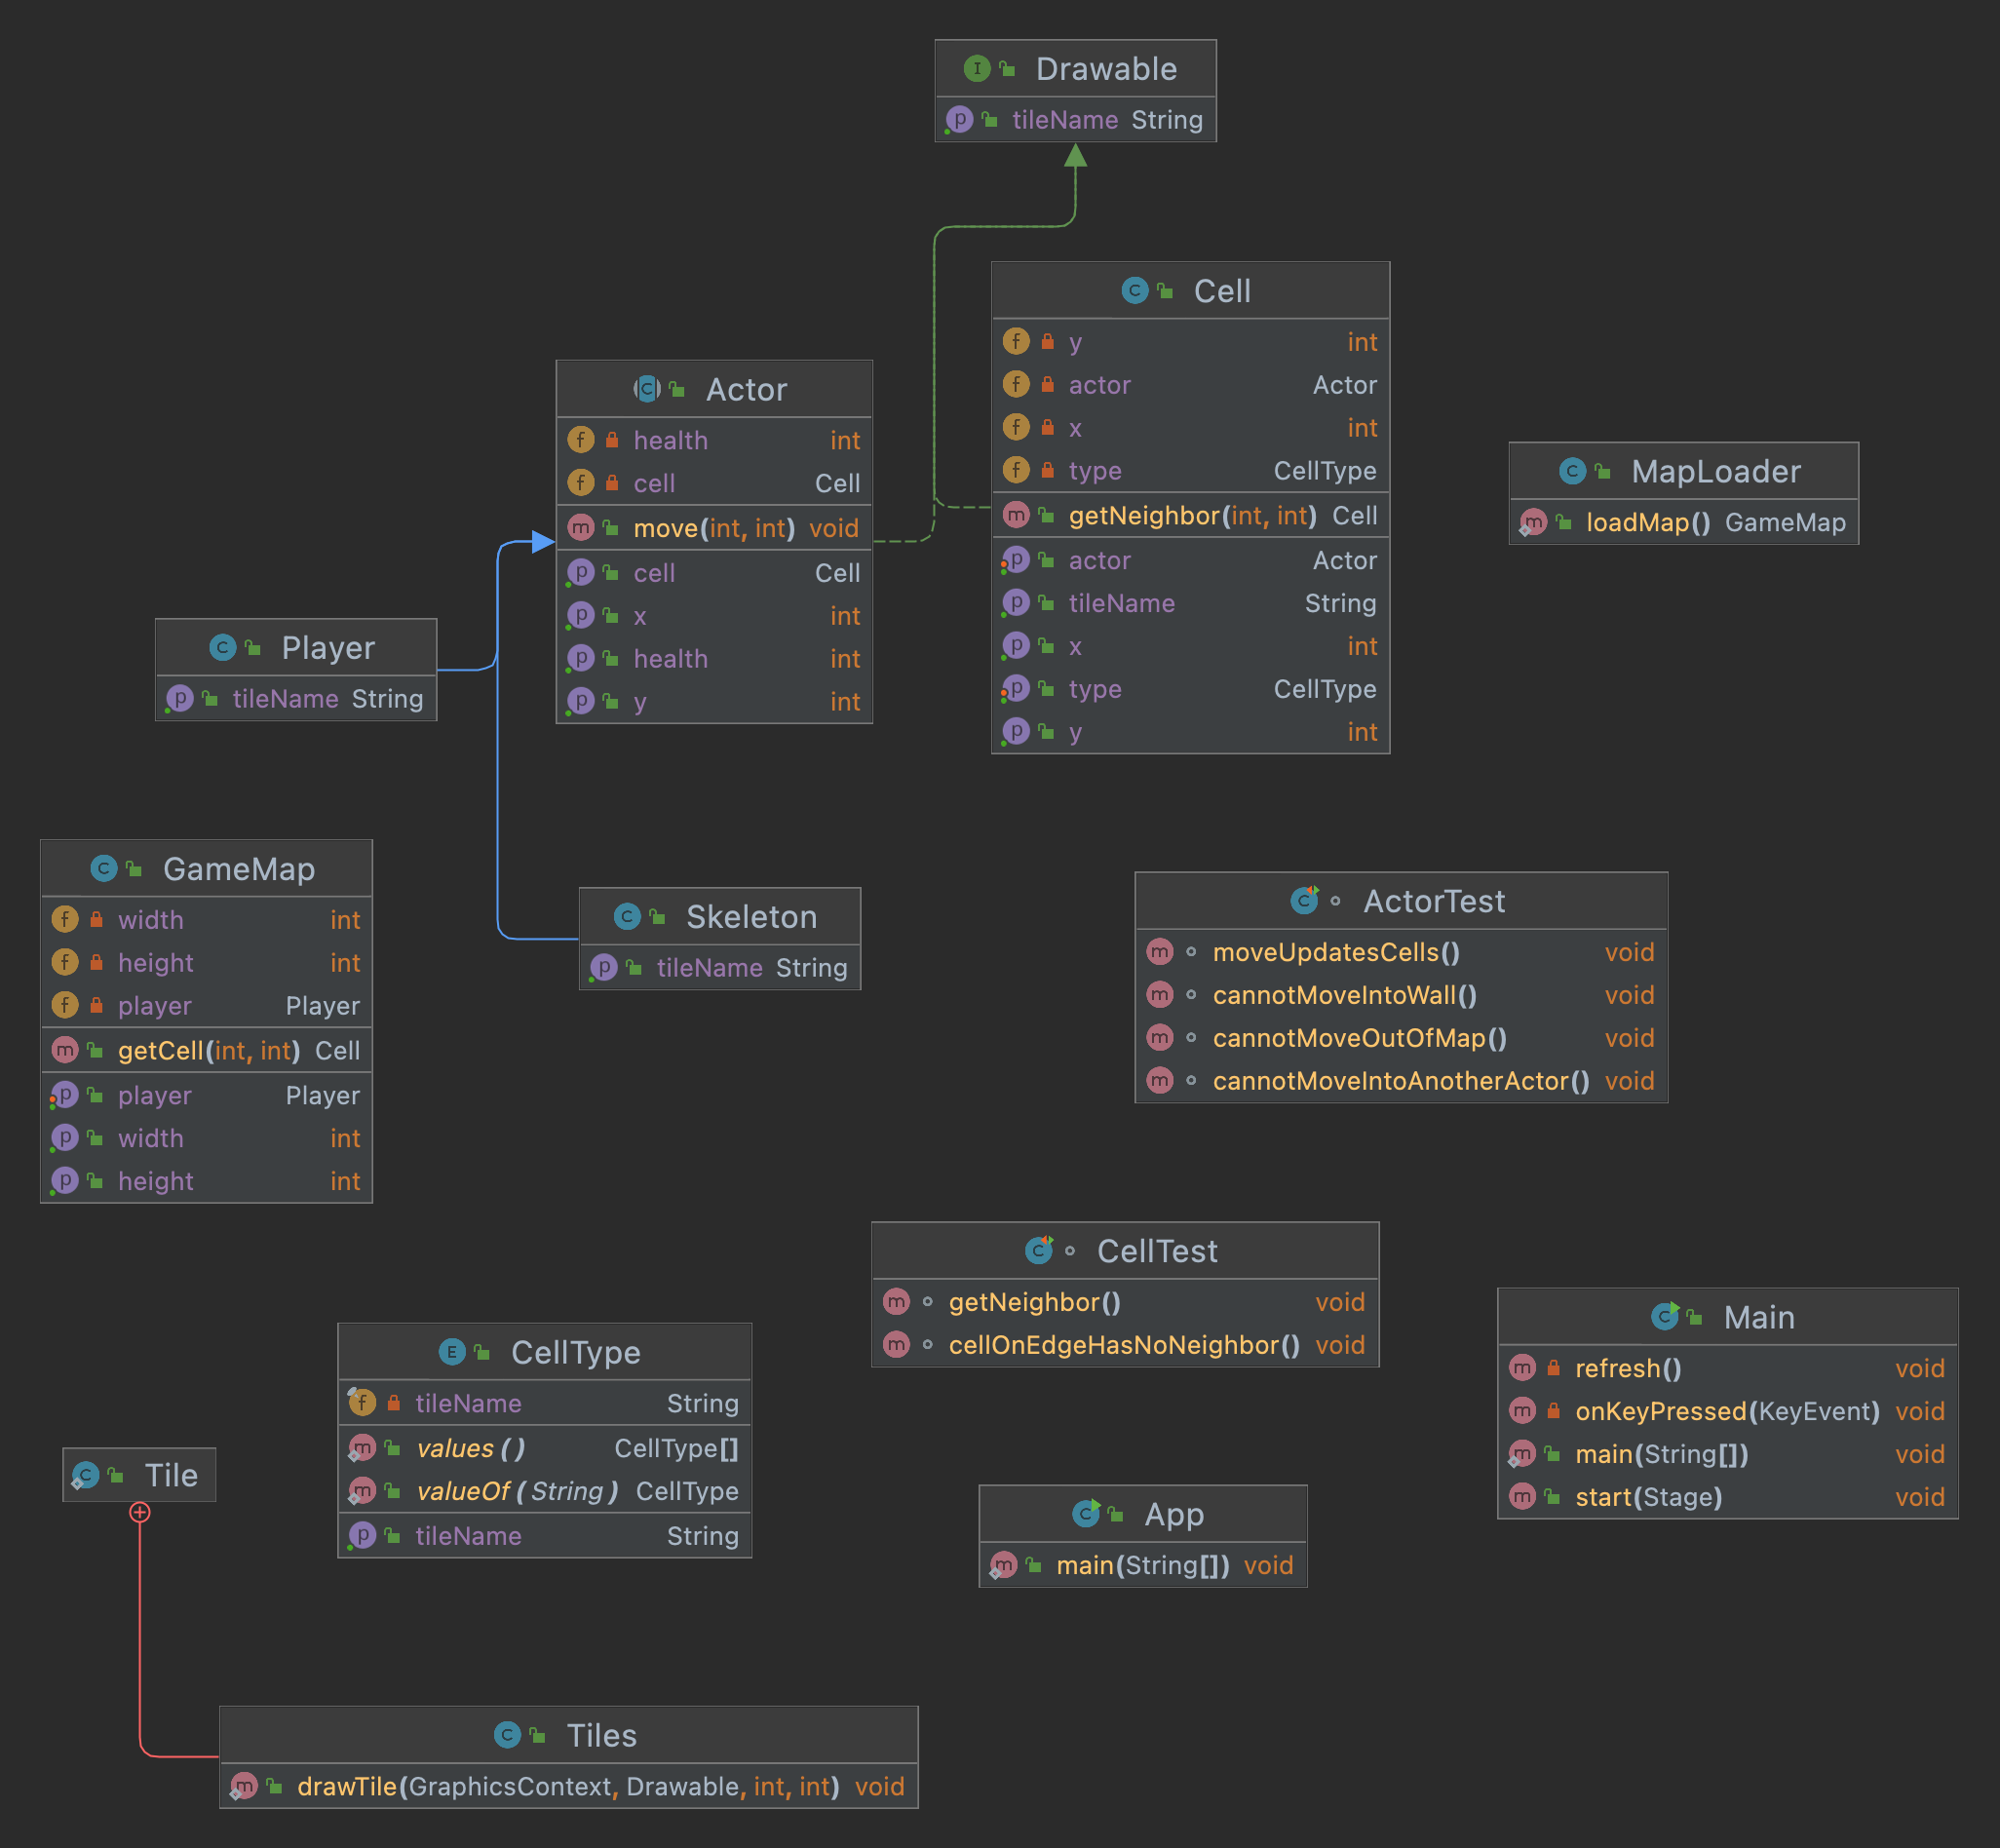 Drawable
tileName String
Cell
y int
actor Actor
x int
type CellType
getNeighbor(int, int) Cell
actor Actor
tileName String
x int
type CellType
y int
Actor
health int
cell Cell
move(int, int) void
cell Cell
x int
health int
y int
MapLoader
loadMap() GameMap
Player
tileName String
GameMap
width int
height int
player Player
getCell(int, int) Cell
player Player
width int
height int
Skeleton
tileName String
ActorTest
moveUpdatesCells() void
cannotMoveIntoWall() void
cannotMoveOutOfMap() void
cannotMoveIntoAnotherActor() void
CellTest
getNeighbor() void
cellOnEdgeHasNoNeighbor() void
Main
refresh() void
onKeyPressed(KeyEvent) void
main(String[]) void
start(Stage) void
CellType
tileName String
values() CellType[]
valueOf(String) CellType
tileName String
Tile
App
main(String[]) void
Tiles
drawTile(GraphicsContext, Drawable, int, int) void